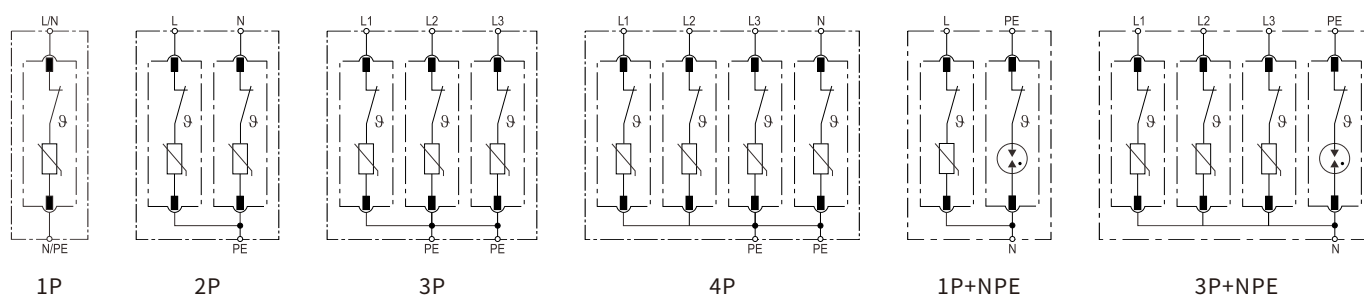 L/N L N L1 L2 L3 L1 L2 L3 N L PE L1 L2 L3 PE
ϑ ϑ ϑ ϑ ϑ ϑ ϑ ϑ ϑ ϑ ϑ ϑ ϑ ϑ ϑ
N/PE PE PE PE PE PE N N
1P 2P 3P 4P 1P+NPE 3P+NPE